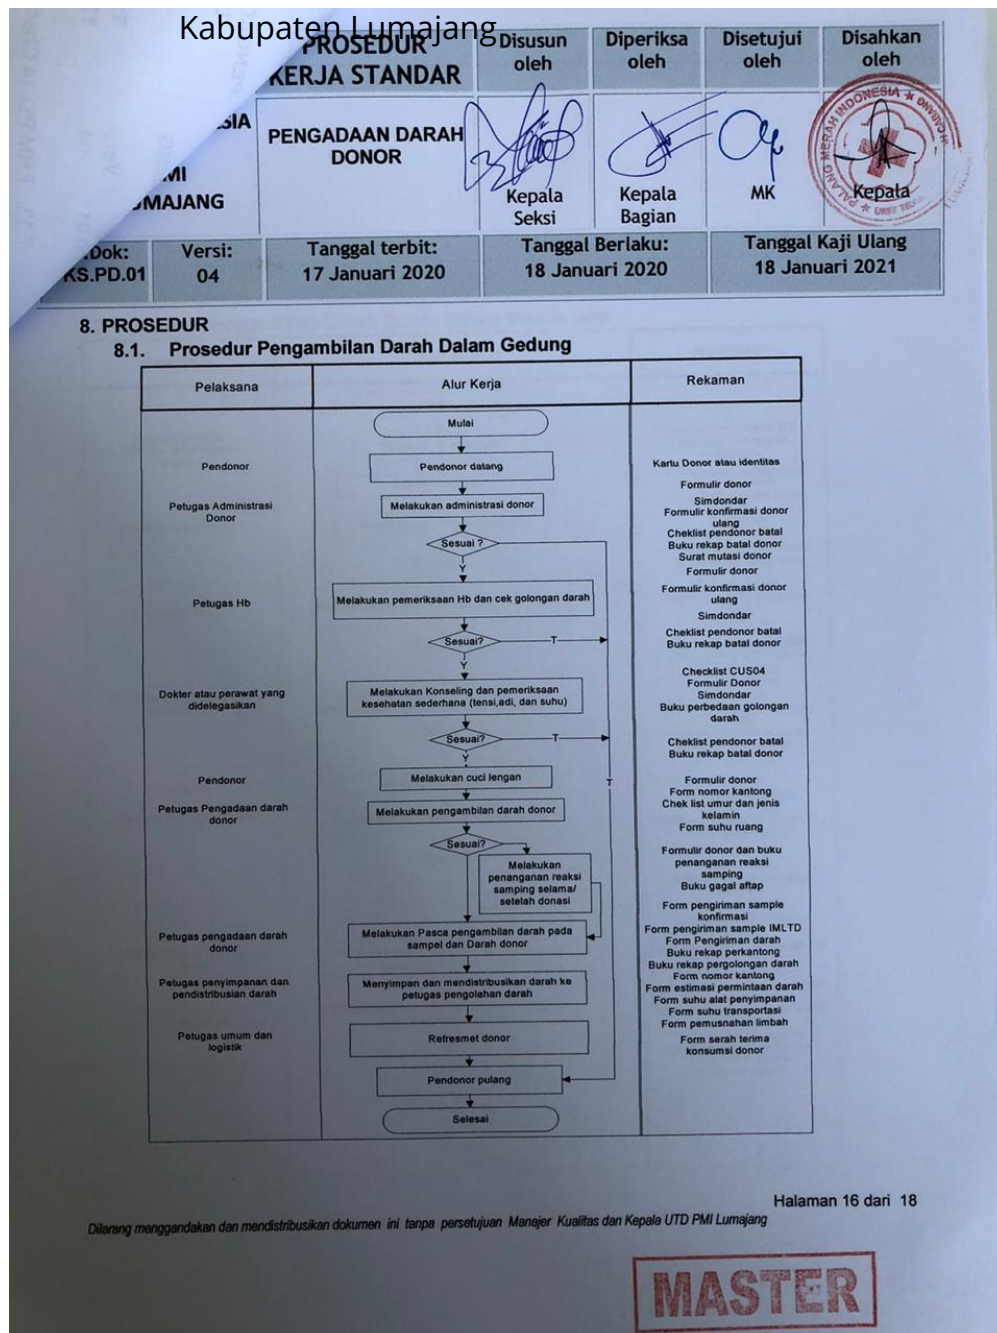 Kabupaten Lumajang
PROSEDUR
KERJA STANDAR
Disusun
oleh
Diperiksa
oleh
Disetujui
oleh
Disahkan
oleh
SIA
MI
MAJANG
PENGADAAN DARAH
DONOR
Kepala
Seksi
Kepala
Bagian
MK
Kepala
PALANG MERAH INDONESIA
Dok:
KS.PD.01
Versi:
04
Tanggal terbit:
17 Januari 2020
Tanggal Berlaku:
18 Januari 2020
Tanggal Kaji Ulang
18 Januari 2021
8. PROSEDUR
8.1. Prosedur Pengambilan Darah Dalam Gedung
Pelaksana
Alur Kerja
Rekaman
Mulai
Pendonor
Pendonor datang
Kartu Donor atau identitas
Petugas Administrasi
Donor
Melakukan administrasi donor
Formulir donor
Simdondar
Formulir konfirmasi donor
ulang
Cheklist pendonor batal
Buku rekap batal donor
Surat mutasi donor
Sesuai ?
Y
Petugas Hb
Melakukan pemeriksaan Hb dan cek golongan darah
Formulir donor
Formulir konfirmasi donor
ulang
Simdondar
Sesuai?
T
Y
Cheklist pendonor batal
Buku rekap batal donor
Dokter atau perawat yang
didelegasikan
Melakukan Konseling dan pemeriksaan
kesehatan sederhana (tensi,adi, dan suhu)
Checklist CUS04
Formulir Donor
Simdondar
Buku perbedaan golongan
darah
Sesuai?
T
Y
Cheklist pendonor batal
Buku rekap batal donor
Pendonor
Melakukan cuci lengan
T
Formulir donor
Form nomor kantong
Chek list umur dan jenis
kelamin
Form suhu ruang
Petugas Pengadaan darah
donor
Melakukan pengambilan darah donor
Sesuai?
Melakukan
penanganan reaksi
samping selama/
setelah donasi
Formulir donor dan buku
penanganan reaksi
samping
Buku gagal aftap
Petugas pengadaan darah
donor
Melakukan Pasca pengambilan darah pada
sampel dan Darah donor
Form pengiriman sample
konfirmasi
Form pengiriman sample IMLTD
Form Pengiriman darah
Buku rekap perkantong
Buku rekap pergolongan darah
Petugas penyimpanan dan
pendistribusian darah
Menyimpan dan mendistribusikan darah ke
petugas pengolahan darah
Form nomor kantong
Form estimasi permintaan darah
Form suhu alat penyimpanan
Form suhu transportasi
Form pemusnahan limbah
Petugas umum dan
logistik
Refresmet donor
Form serah terima
konsumsi donor
Pendonor pulang
Selesai
Halaman 16 dari 18
Dilarang menggandakan dan mendistribusikan dokumen ini tanpa persetujuan Manajer Kualitas dan Kepala UTD PMI Lumajang
MASTER